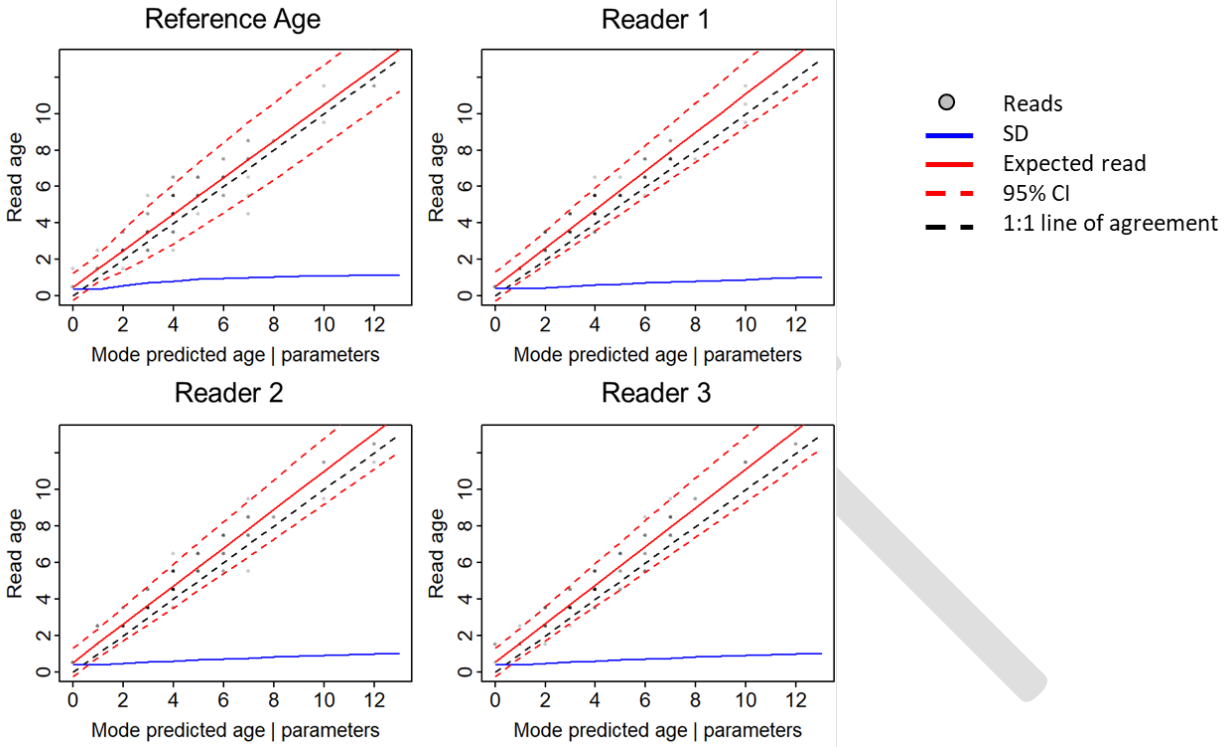 Reference Age
Reader 1
Read age
0 2 4 6 8 10
0 2 4 6 8 10 12
Mode predicted age | parameters
Read age
0 2 4 6 8 10
0 2 4 6 8 10 12
Mode predicted age | parameters
Reads
SD
Expected read
95% CI
1:1 line of agreement
Reader 2
Reader 3
Read age
0 2 4 6 8 10
0 2 4 6 8 10 12
Mode predicted age | parameters
Read age
0 2 4 6 8 10
0 2 4 6 8 10 12
Mode predicted age | parameters